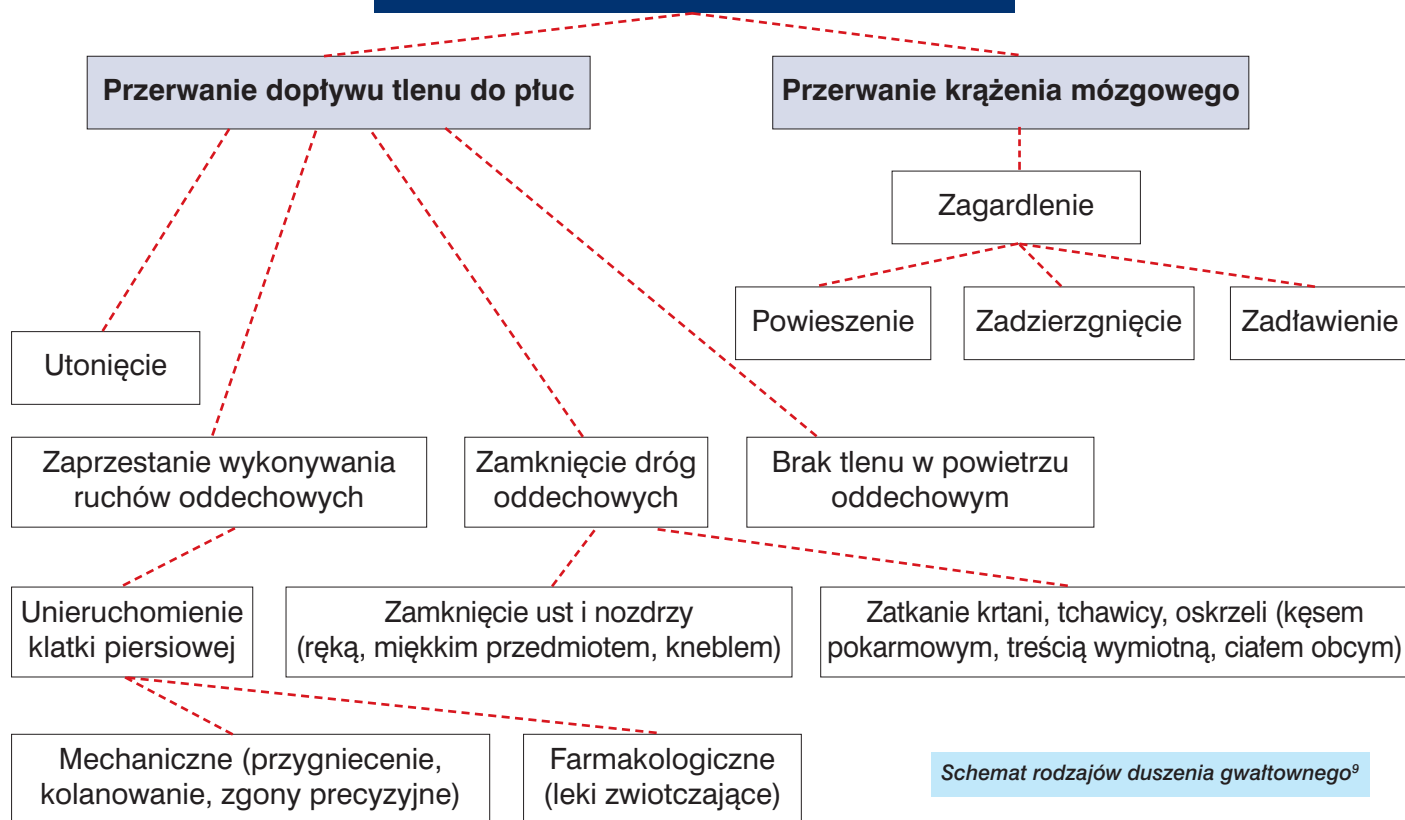 Przerwanie dopływu tlenu do płuc
Przerwanie krążenia mózgowego
Zagardlenie
Powieszenie
Zadzierzgnięcie
Zadławienie
Utonięcie
Zaprzestanie wykonywania
ruchów oddechowych
Zamknięcie dróg
oddechowych
Brak tlenu w powietrzu
oddechowym
Unieruchomienie
klatki piersiowej
Zamknięcie ust i nozdrzy
(ręką, miękkim przedmiotem, kneblem)
Zatkanie krtani, tchawicy, oskrzeli (kęsem
pokarmowym, treścią wymiotną, ciałem obcym)
Mechaniczne (przygniecenie,
kolanowanie, zgony precyzyjne)
Farmakologiczne
(leki zwiotczające)
Schemat rodzajów duszenia gwałtownego⁹